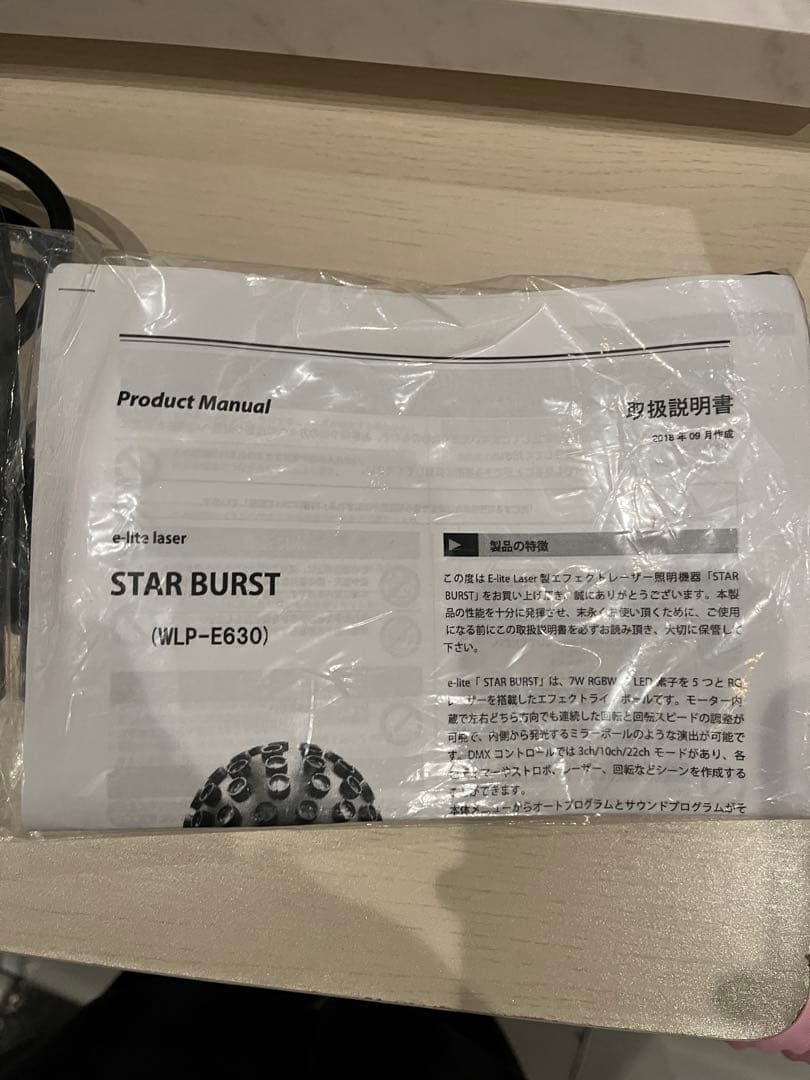 Product Manual
取扱説明書
2018 年 09 月作成
e-lite laser
STAR BURST
(WLP-E630)
製品の特徴
この度は E-lite Laser 製エフェクトレーザー照明機器「STAR
BURST」をお買い上げ頂き、誠にありがとうございます。本製
品の性能を十分に発揮させ、末永くお使い頂くために、ご使用
になる前にこの取扱説明書を必ずお読み頂き、大切に保管して
下さい。
e-lite「 STAR BURST」は、7W RGBW LED 素子を 5 つと RG
レーザーを搭載したエフェクトライトボールです。モーター内
蔵で左右どちら方向でも連続した回転と回転スピードの調整が
可能で、内側から発光するミラーボールのような演出が可能で
す。DMX コントロールでは 3ch/10ch/22ch モードがあり、各
マーやストロボ、レーザー、回転などシーンを作成する
ができます。
本体メニューからオートプログラムとサウンドプログラムがそ